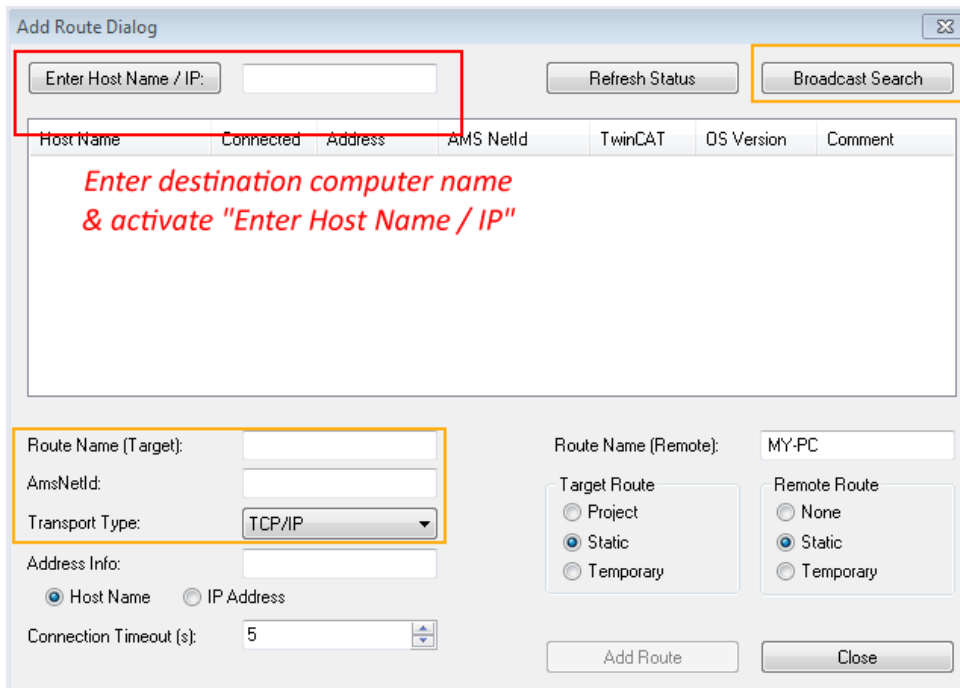 Add Route Dialog
Enter Host Name / IP: Refresh Status Broadcast Search
Host Name Connected Address AMS NetId TwinCAT OS Version Comment
Enter destination computer name
& activate "Enter Host Name / IP"
Route Name (Target): Route Name (Remote): MY-PC
AmsNetId: Target Route Remote Route
Transport Type: TCP/IP Project None
Static Static
Address Info: Temporary Temporary
Host Name IP Address
Connection Timeout (s): 5
Add Route Close